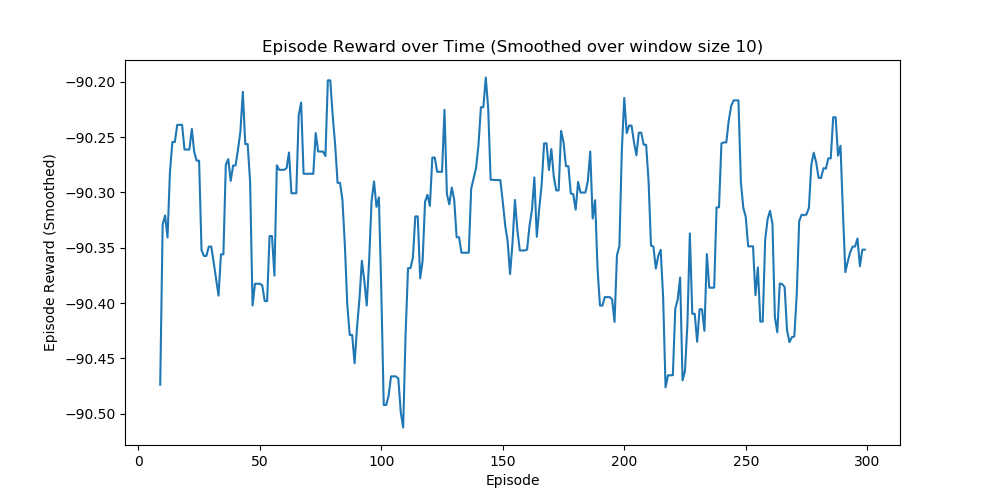 Episode Reward over Time (Smoothed over window size 10)
Episode Reward (Smoothed)
−90.20
−90.25
−90.30
−90.35
−90.40
−90.45
−90.50
0 50 100 150 200 250 300
Episode